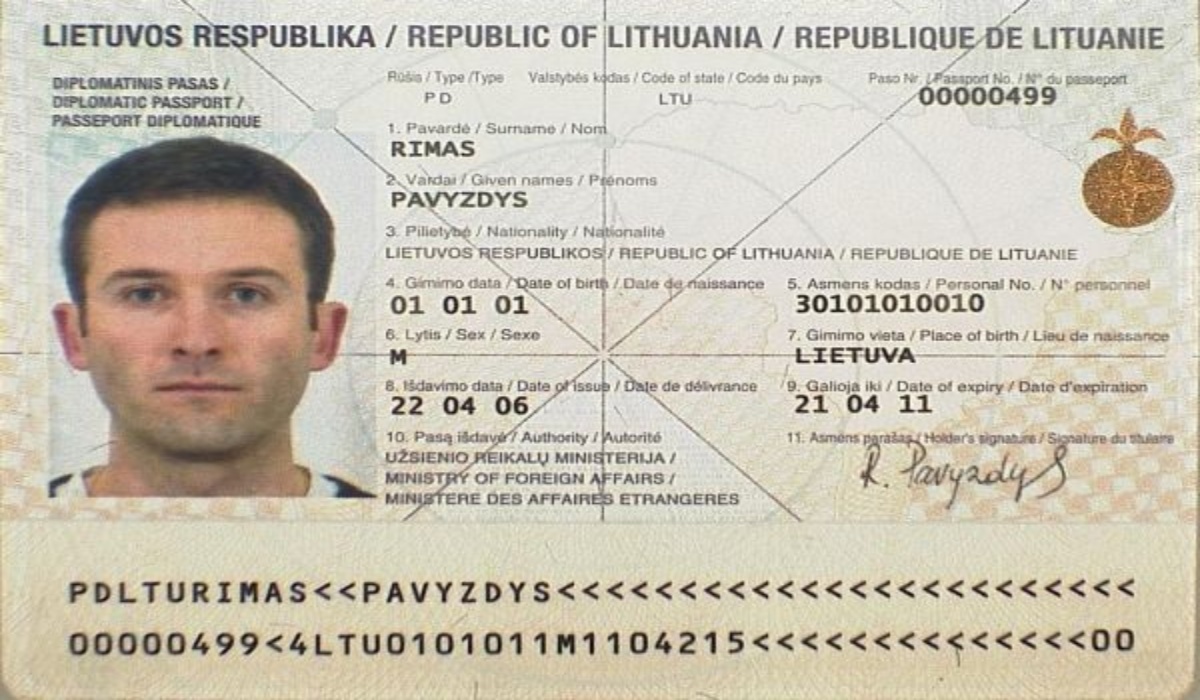 LIETUVOS RESPUBLIKA / REPUBLIC OF LITHUANIA / REPUBLIQUE DE LITUANIE
DIPLOMATINIS PASAS /
DIPLOMATIC PASSPORT /
PASSEPORT DIPLOMATIQUE
Rūšis / Type /Type Valstybės kodas / Code of state / Code du pays Paso Nr. / Passport No. / N° du passeport
PD LTU 00000499
1. Pavardė / Surname / Nom
RIMAS
2. Vardai / Given names / Prénoms
PAVYZDYS
3. Pilietybė / Nationality / Nationalité
LIETUVOS RESPUBLIKOS / REPUBLIC OF LITHUANIA / REPUBLIQUE DE LITUANIE
4. Gimimo data / Date of birth / Date de naissance 5. Asmens kodas / Personal No. / N° personnel
01 01 01 30101010010
6. Lytis / Sex / Sexe 7. Gimimo vieta / Place of birth / Lieu de naissance
M LIETUVA
8. Išdavimo data / Date of issue / Date de délivrance 9. Galioja iki / Date of expiry / Date d'expiration
22 04 06 21 04 11
10. Pasą išdavė / Authority / Autorité 11. Asmens parašas / Holder's signature / Signature du titulaire
UŽSIENIO REIKALŲ MINISTERIJA /
MINISTRY OF FOREIGN AFFAIRS /
MINISTERE DES AFFAIRES ETRANGERES
R. Pavyzdys
PDLTURIMAS<<PAVYZDYS<<<<<<<<<<<<<<<<<<<<<<<<
00000499<4LTU0101011M1104215<<<<<<<<<<<<<<00